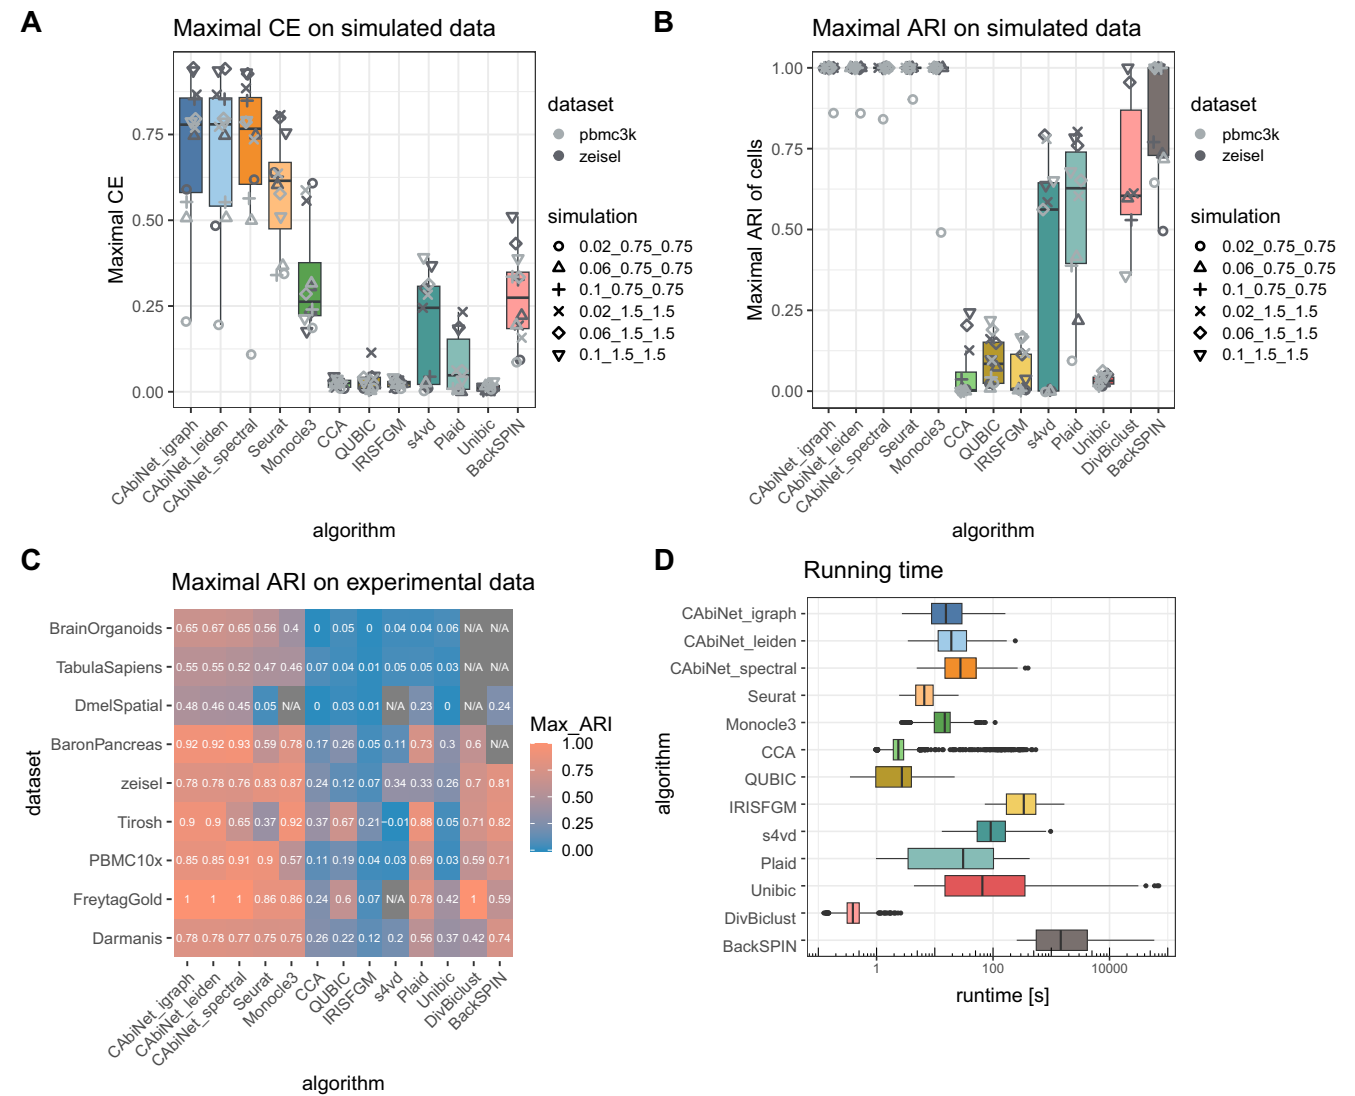 A
Maximal CE on simulated data
Maximal CE
0.75
0.50
0.25
0.00
CAbiNet_igraph
CAbiNet_leiden
CAbiNet_spectral
Seurat
Monocle3
CCA
QUBIC
IRISFGM
s4vd
Plaid
Unibic
BackSPIN
algorithm
dataset
pbmc3k
zeisel
simulation
0.02_0.75_0.75
0.06_0.75_0.75
0.1_0.75_0.75
0.02_1.5_1.5
0.06_1.5_1.5
0.1_1.5_1.5
B
Maximal ARI on simulated data
Maximal ARI of cells
1.00
0.75
0.50
0.25
0.00
CAbiNet_igraph
CAbiNet_leiden
CAbiNet_spectral
Seurat
Monocle3
CCA
QUBIC
IRISFGM
s4vd
Plaid
Unibic
DivBiclust
BackSPIN
algorithm
dataset
pbmc3k
zeisel
simulation
0.02_0.75_0.75
0.06_0.75_0.75
0.1_0.75_0.75
0.02_1.5_1.5
0.06_1.5_1.5
0.1_1.5_1.5
C
Maximal ARI on experimental data
dataset
BrainOrganoids 0.65 0.67 0.65 0.56 0.4 0 0.05 0 0.04 0.04 0.06 N/A N/A
TabulaSapiens 0.55 0.55 0.52 0.47 0.46 0.07 0.04 0.01 0.05 0.05 0.03 N/A N/A
DmelSpatial 0.48 0.46 0.45 0.05 N/A 0 0.03 0.01 N/A 0.23 0 N/A 0.24
BaronPancreas 0.92 0.92 0.93 0.59 0.78 0.17 0.26 0.05 0.11 0.73 0.3 0.6 N/A
zeisel 0.78 0.78 0.76 0.83 0.87 0.24 0.12 0.07 0.34 0.33 0.26 0.7 0.81
Tirosh 0.9 0.9 0.65 0.37 0.92 0.37 0.67 0.21 −0.01 0.88 0.05 0.71 0.82
PBMC10x 0.85 0.85 0.91 0.9 0.57 0.11 0.19 0.04 0.03 0.69 0.03 0.59 0.71
FreytagGold 1 1 1 0.86 0.86 0.24 0.6 0.07 N/A 0.78 0.42 1 0.59
Darmanis 0.78 0.78 0.77 0.75 0.75 0.26 0.22 0.12 0.2 0.56 0.37 0.42 0.74
CAbiNet_igraph
CAbiNet_leiden
CAbiNet_spectral
Seurat
Monocle3
CCA
QUBIC
IRISFGM
s4vd
Plaid
Unibic
DivBiclust
BackSPIN
algorithm
Max_ARI
1.00
0.75
0.50
0.25
0.00
D
Running time
algorithm
CAbiNet_igraph
CAbiNet_leiden
CAbiNet_spectral
Seurat
Monocle3
CCA
QUBIC
IRISFGM
s4vd
Plaid
Unibic
DivBiclust
BackSPIN
1 100 10000
runtime [s]